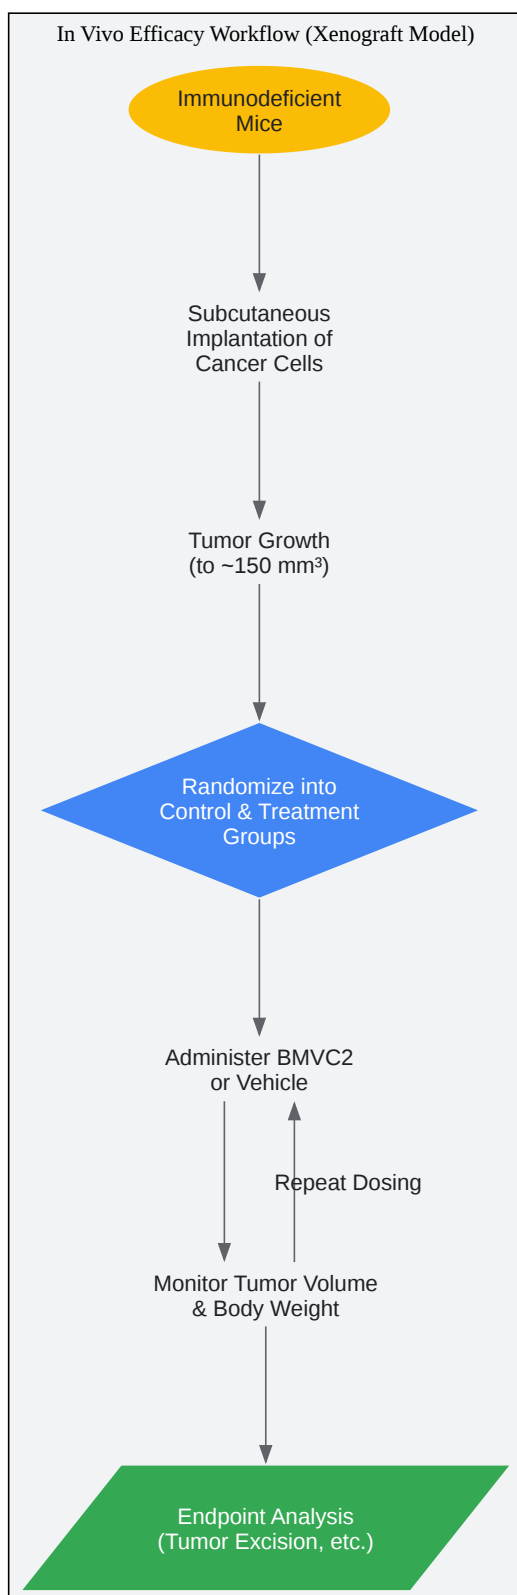 In Vivo Efficacy Workflow (Xenograft Model)
Immunodeficient
Mice
Subcutaneous
Implantation of
Cancer Cells
Tumor Growth
(to ~150 mm³)
Randomize into
Control & Treatment
Groups
Administer BMVC2
or Vehicle
Repeat Dosing
Monitor Tumor Volume
& Body Weight
Endpoint Analysis
(Tumor Excision, etc.)